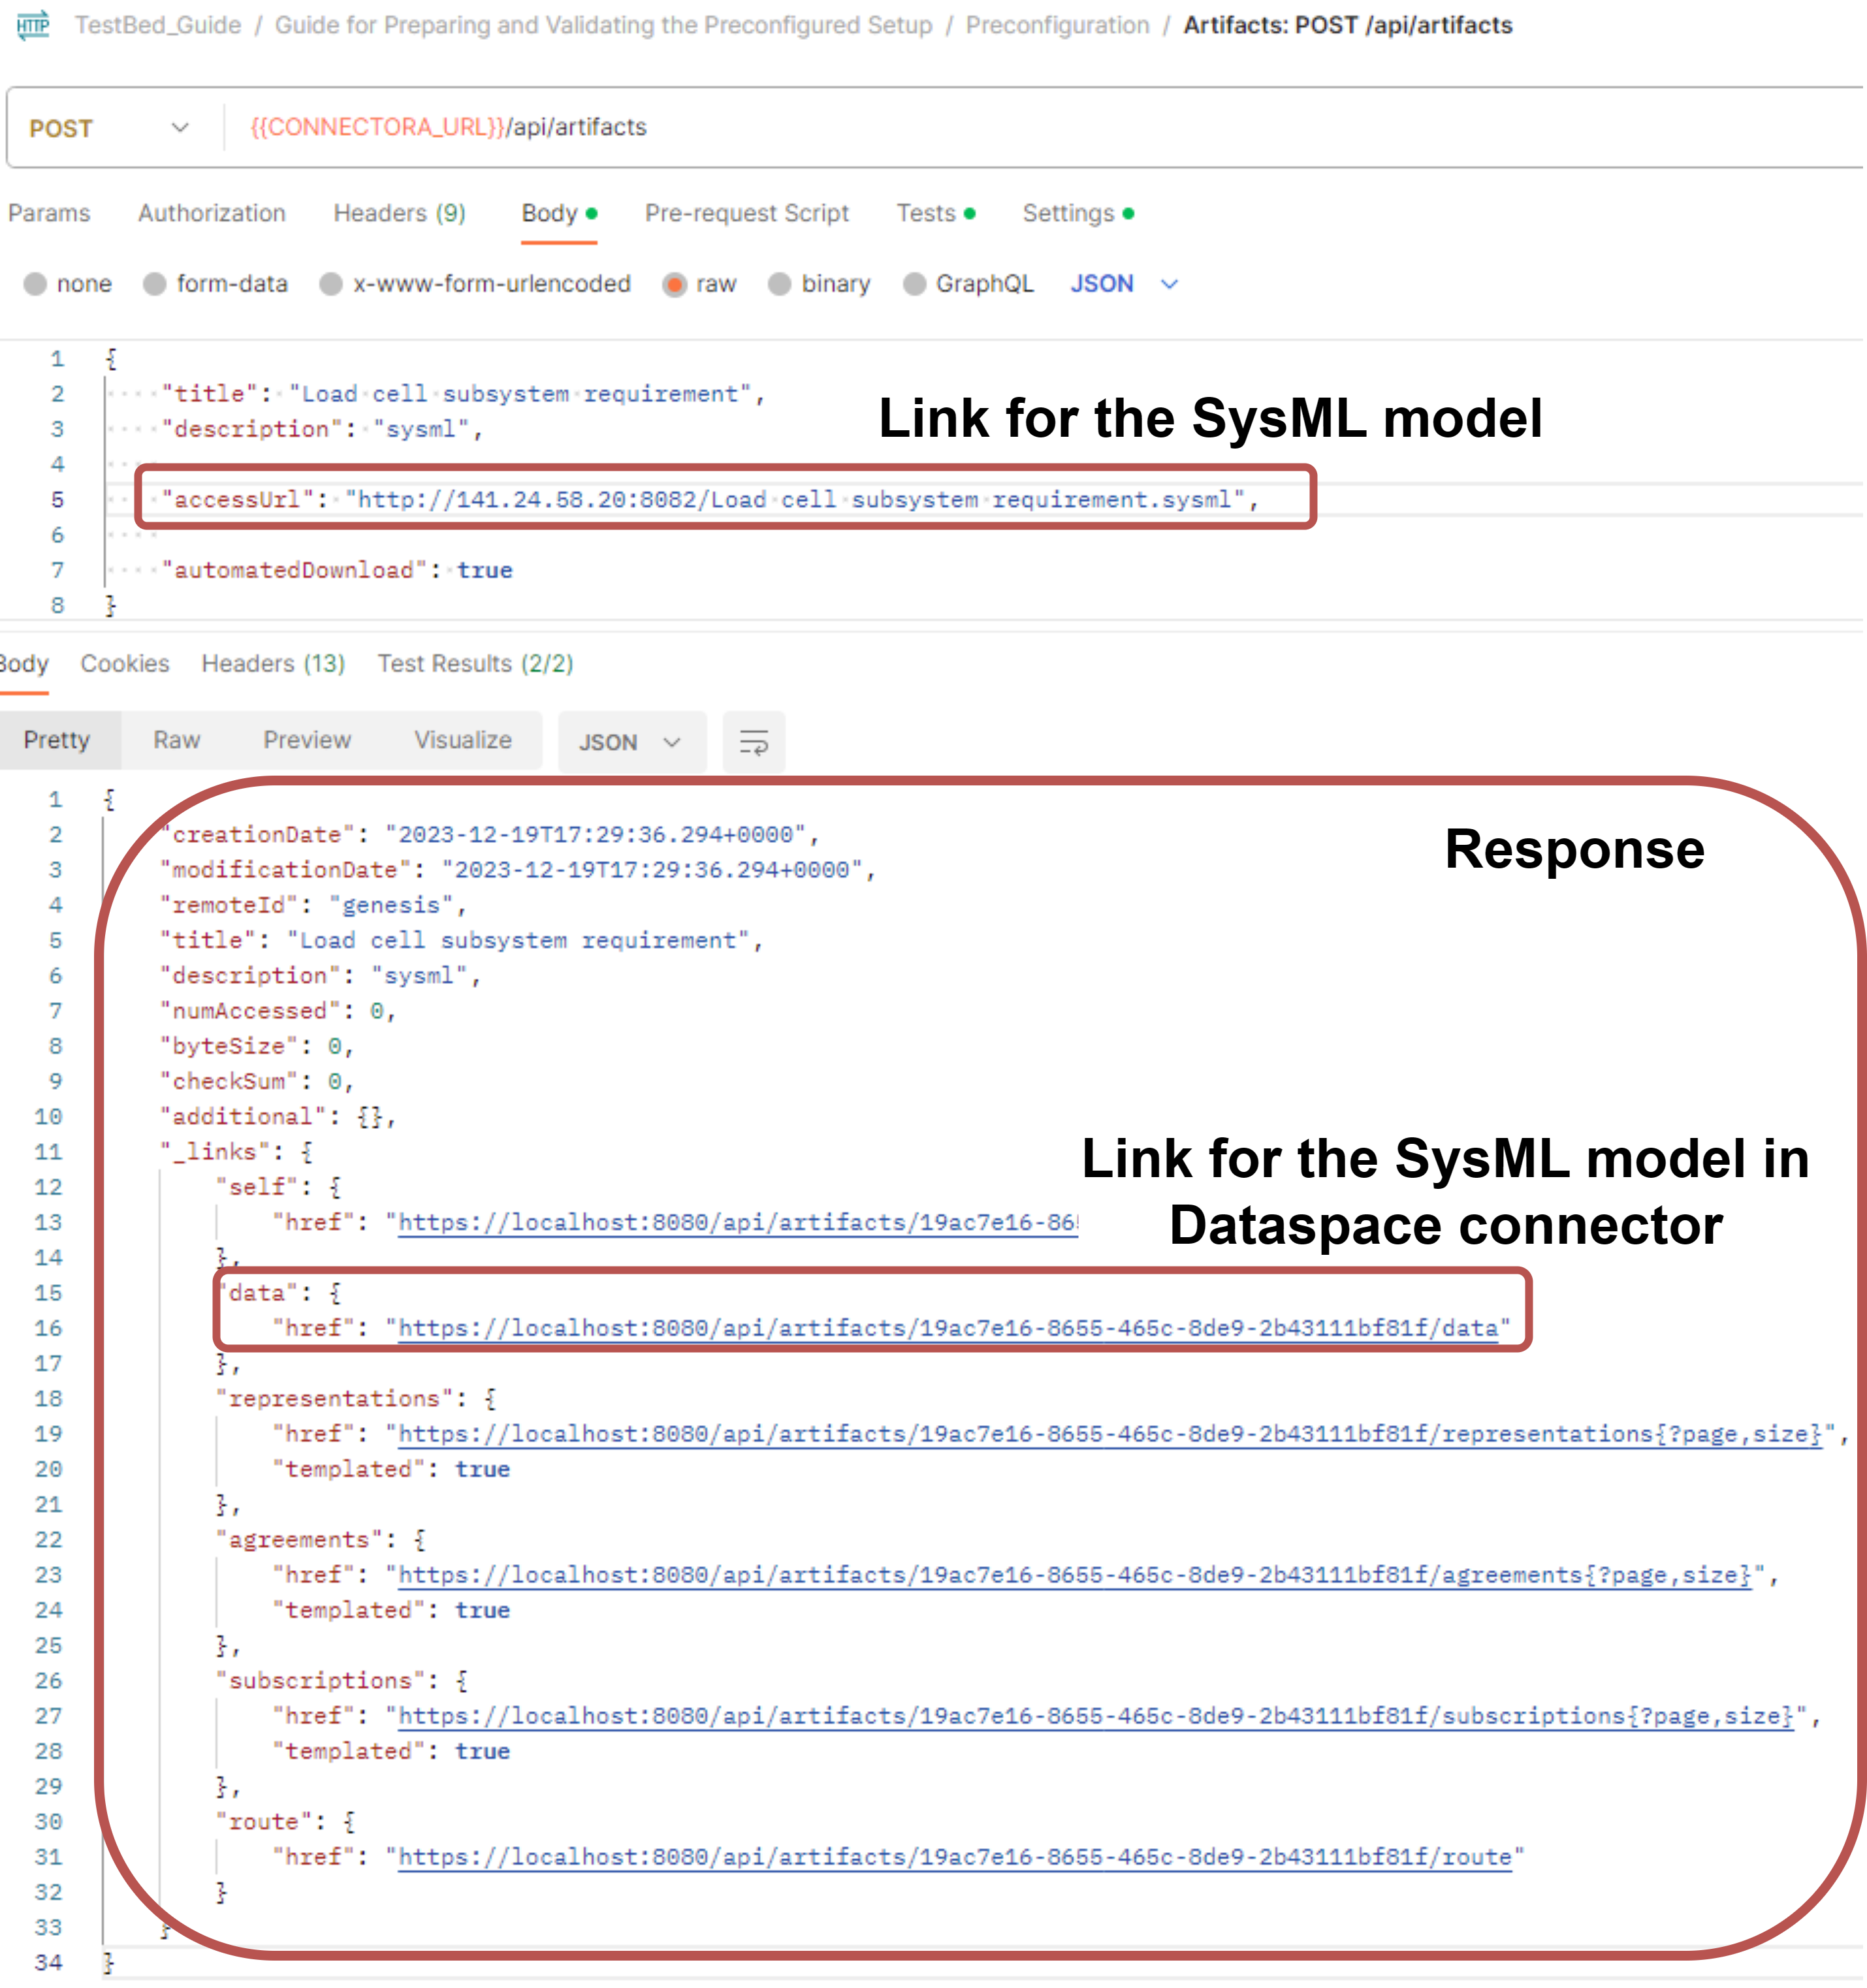 HTTP TestBed_Guide / Guide for Preparing and Validating the Preconfigured Setup / Preconfiguration / Artifacts: POST /api/artifacts
POST {{CONNECTORA_URL}}/api/artifacts
Params Authorization Headers (9) Body Pre-request Script Tests Settings
none form-data x-www-form-urlencoded raw binary GraphQL JSON
1 {
2 "title": "Load cell subsystem requirement",
3 "description": "sysml",
Link for the SysML model
4
5 "accessUrl": "http://141.24.58.20:8082/Load cell subsystem requirement.sysml",
6
7 "automatedDownload": true
8 }
Body Cookies Headers (13) Test Results (2/2)
Pretty Raw Preview Visualize JSON
1 {
2 "creationDate": "2023-12-19T17:29:36.294+0000",
Response
3 "modificationDate": "2023-12-19T17:29:36.294+0000",
4 "remoteId": "genesis",
5 "title": "Load cell subsystem requirement",
6 "description": "sysml",
7 "numAccessed": 0,
8 "byteSize": 0,
9 "checkSum": 0,
10 "additional": {},
11 "_links": {
Link for the SysML model in
Dataspace connector
12 "self": {
13 "href": "https://localhost:8080/api/artifacts/19ac7e16-86
14 },
15 "data": {
16 "href": "https://localhost:8080/api/artifacts/19ac7e16-8655-465c-8de9-2b43111bf81f/data"
17 },
18 "representations": {
19 "href": "https://localhost:8080/api/artifacts/19ac7e16-8655-465c-8de9-2b43111bf81f/representations{?page,size}",
20 "templated": true
21 },
22 "agreements": {
23 "href": "https://localhost:8080/api/artifacts/19ac7e16-8655-465c-8de9-2b43111bf81f/agreements{?page,size}",
24 "templated": true
25 },
26 "subscriptions": {
27 "href": "https://localhost:8080/api/artifacts/19ac7e16-8655-465c-8de9-2b43111bf81f/subscriptions{?page,size}",
28 "templated": true
29 },
30 "route": {
31 "href": "https://localhost:8080/api/artifacts/19ac7e16-8655-465c-8de9-2b43111bf81f/route"
32 }
33 }
34 }